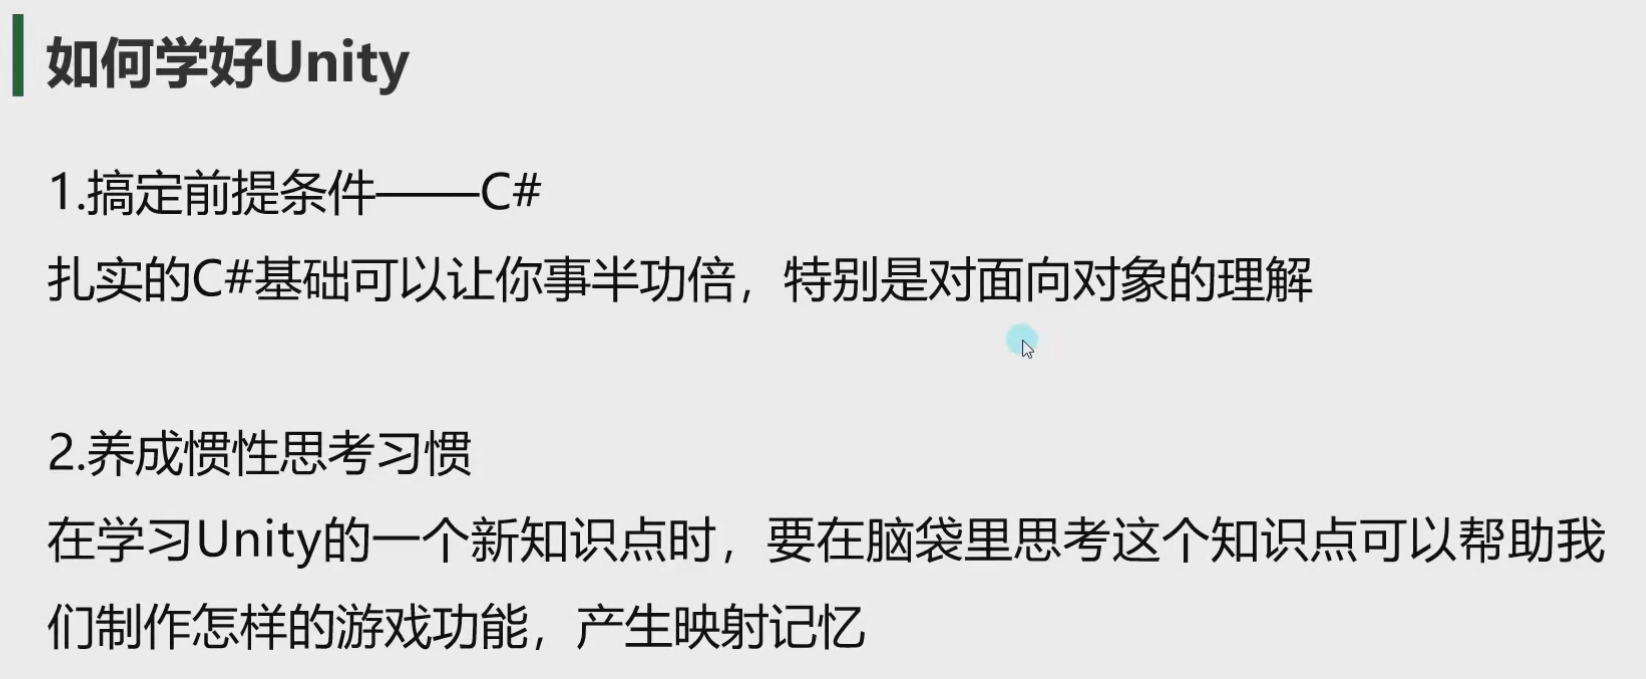 如何学好Unity
1.搞定前提条件——C#
扎实的C#基础可以让你事半功倍，特别是对面向对象的理解
2.养成惯性思考习惯
在学习Unity的一个新知识点时，要在脑袋里思考这个知识点可以帮助我
们制作怎样的游戏功能，产生映射记忆